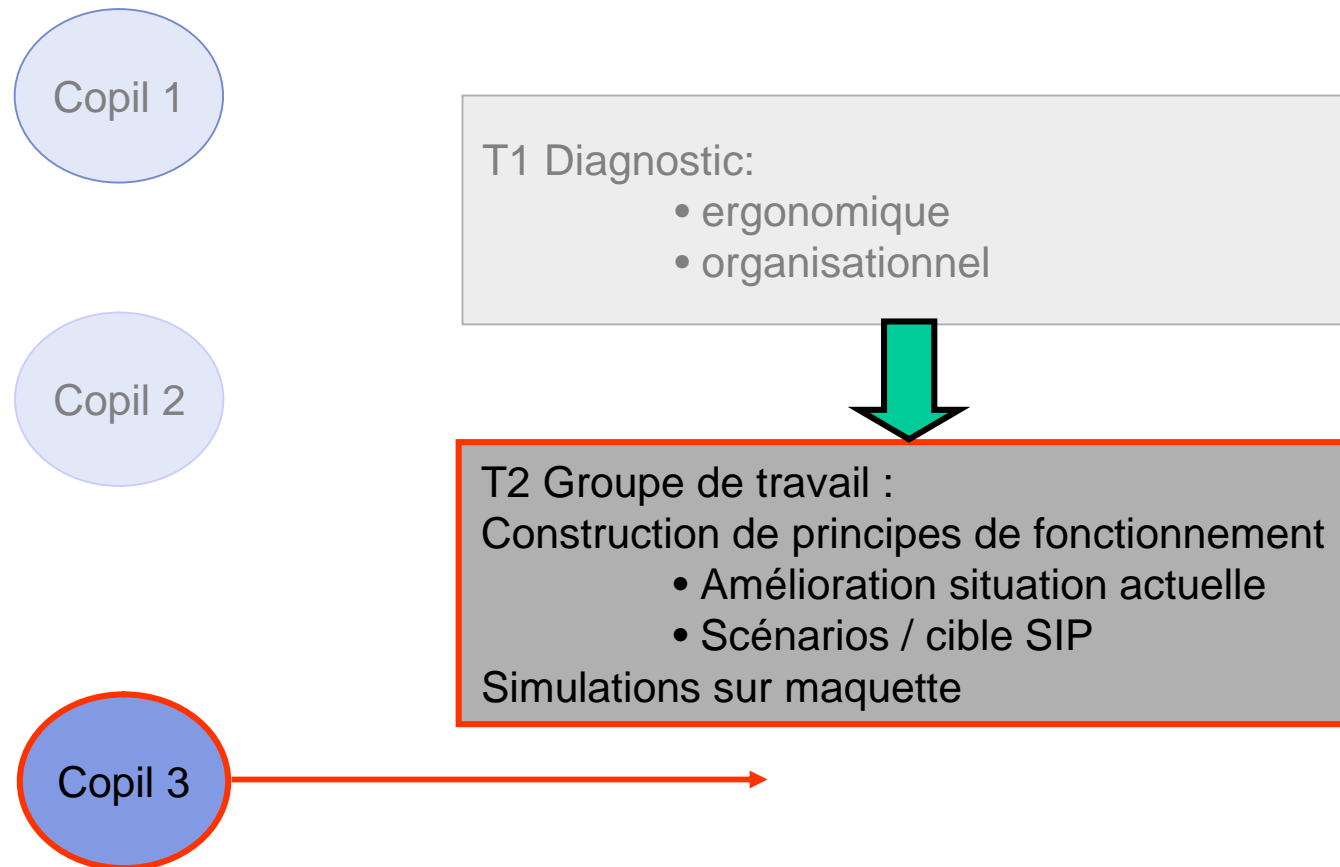 Copil 1
T1 Diagnostic:
• ergonomique
• organisationnel
Copil 2
T2 Groupe de travail :
Construction de principes de fonctionnement
• Amélioration situation actuelle
• Scénarios / cible SIP
Simulations sur maquette
Copil 3